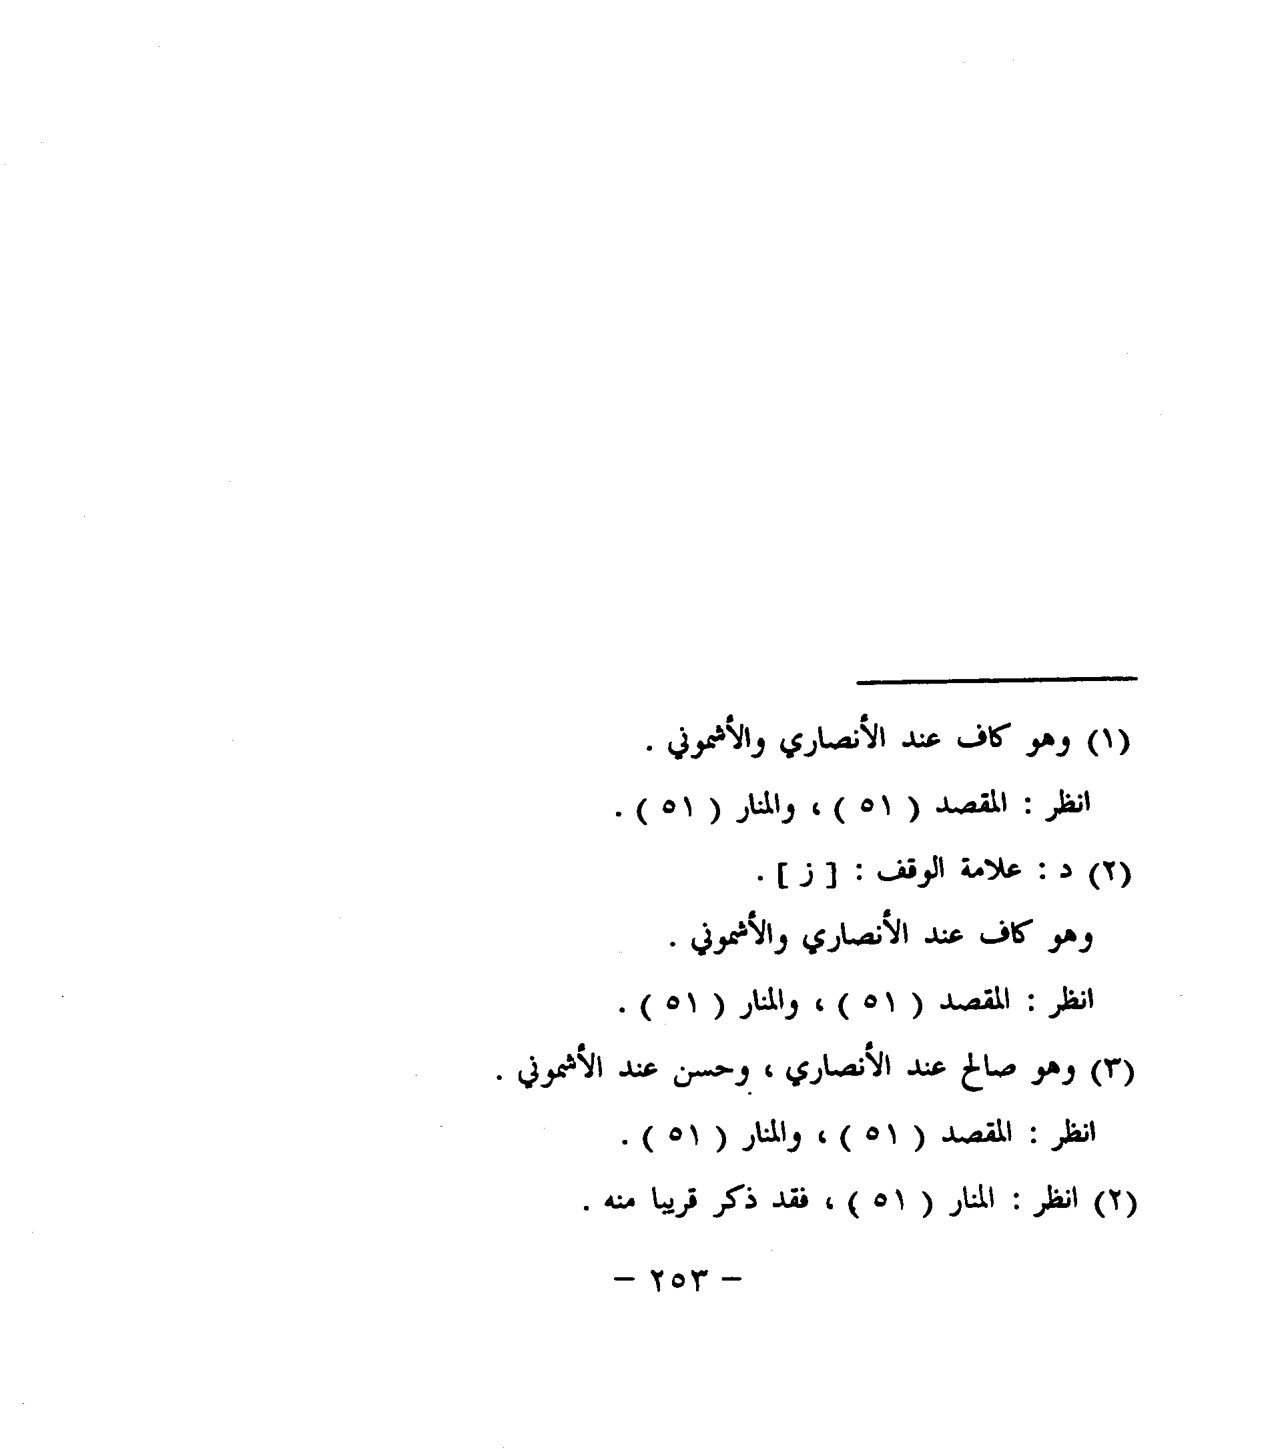 (١) وهو كاف عند الأنصاري والأشموني .
انظر : المقصد ( ٥١ ) ، والمنار ( ٥١ ) .
(٢) د : علامة الوقف : [ ز ] .
وهو كاف عند الأنصاري والأشموني .
انظر : المقصد ( ٥١ ) ، والمنار ( ٥١ ) .
(٣) وهو صالح عند الأنصاري ، وحسن عند الأشموني .
انظر : المقصد ( ٥١ ) ، والمنار ( ٥١ ) .
(٢) انظر : المنار ( ٥١ ) ، فقد ذكر قريبا منه .
– ٢٥٣ –